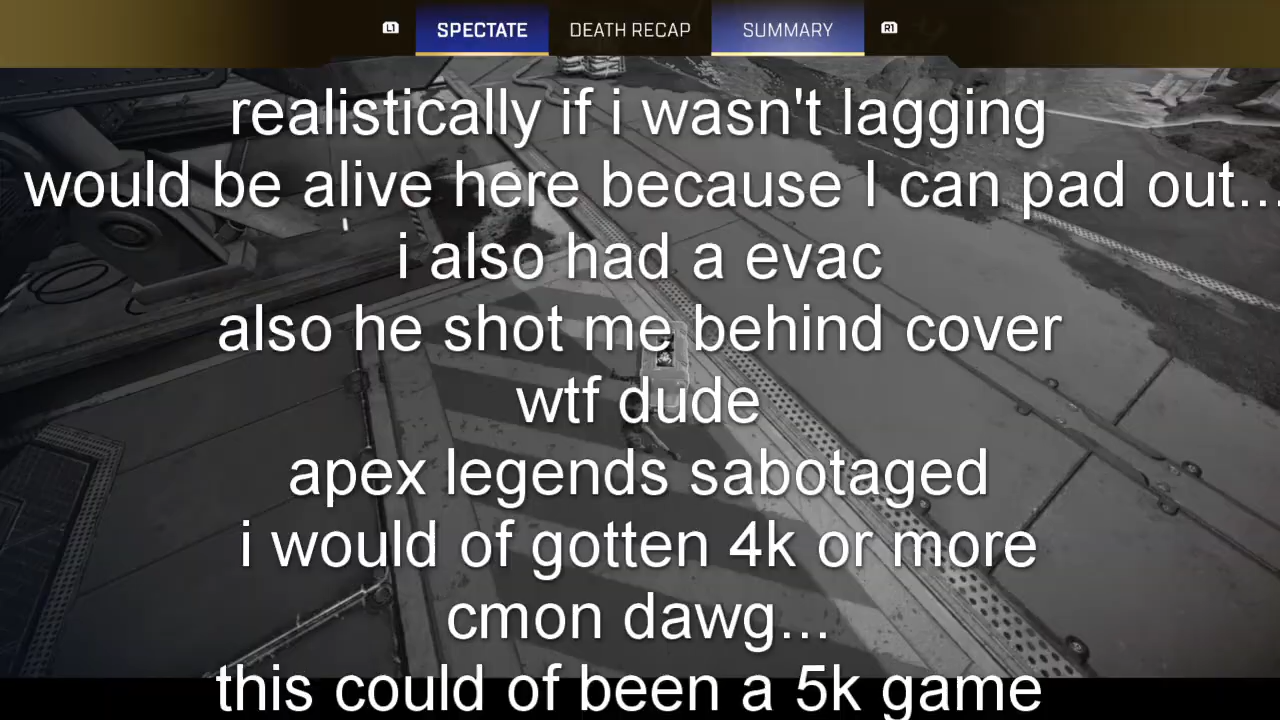 L1 SPECTATE DEATH RECAP SUMMARY R1
realistically if i wasn't lagging
would be alive here because I can pad out...
i also had a evac
also he shot me behind cover
wtf dude
apex legends sabotaged
i would of gotten 4k or more
cmon dawg...
this could of been a 5k game